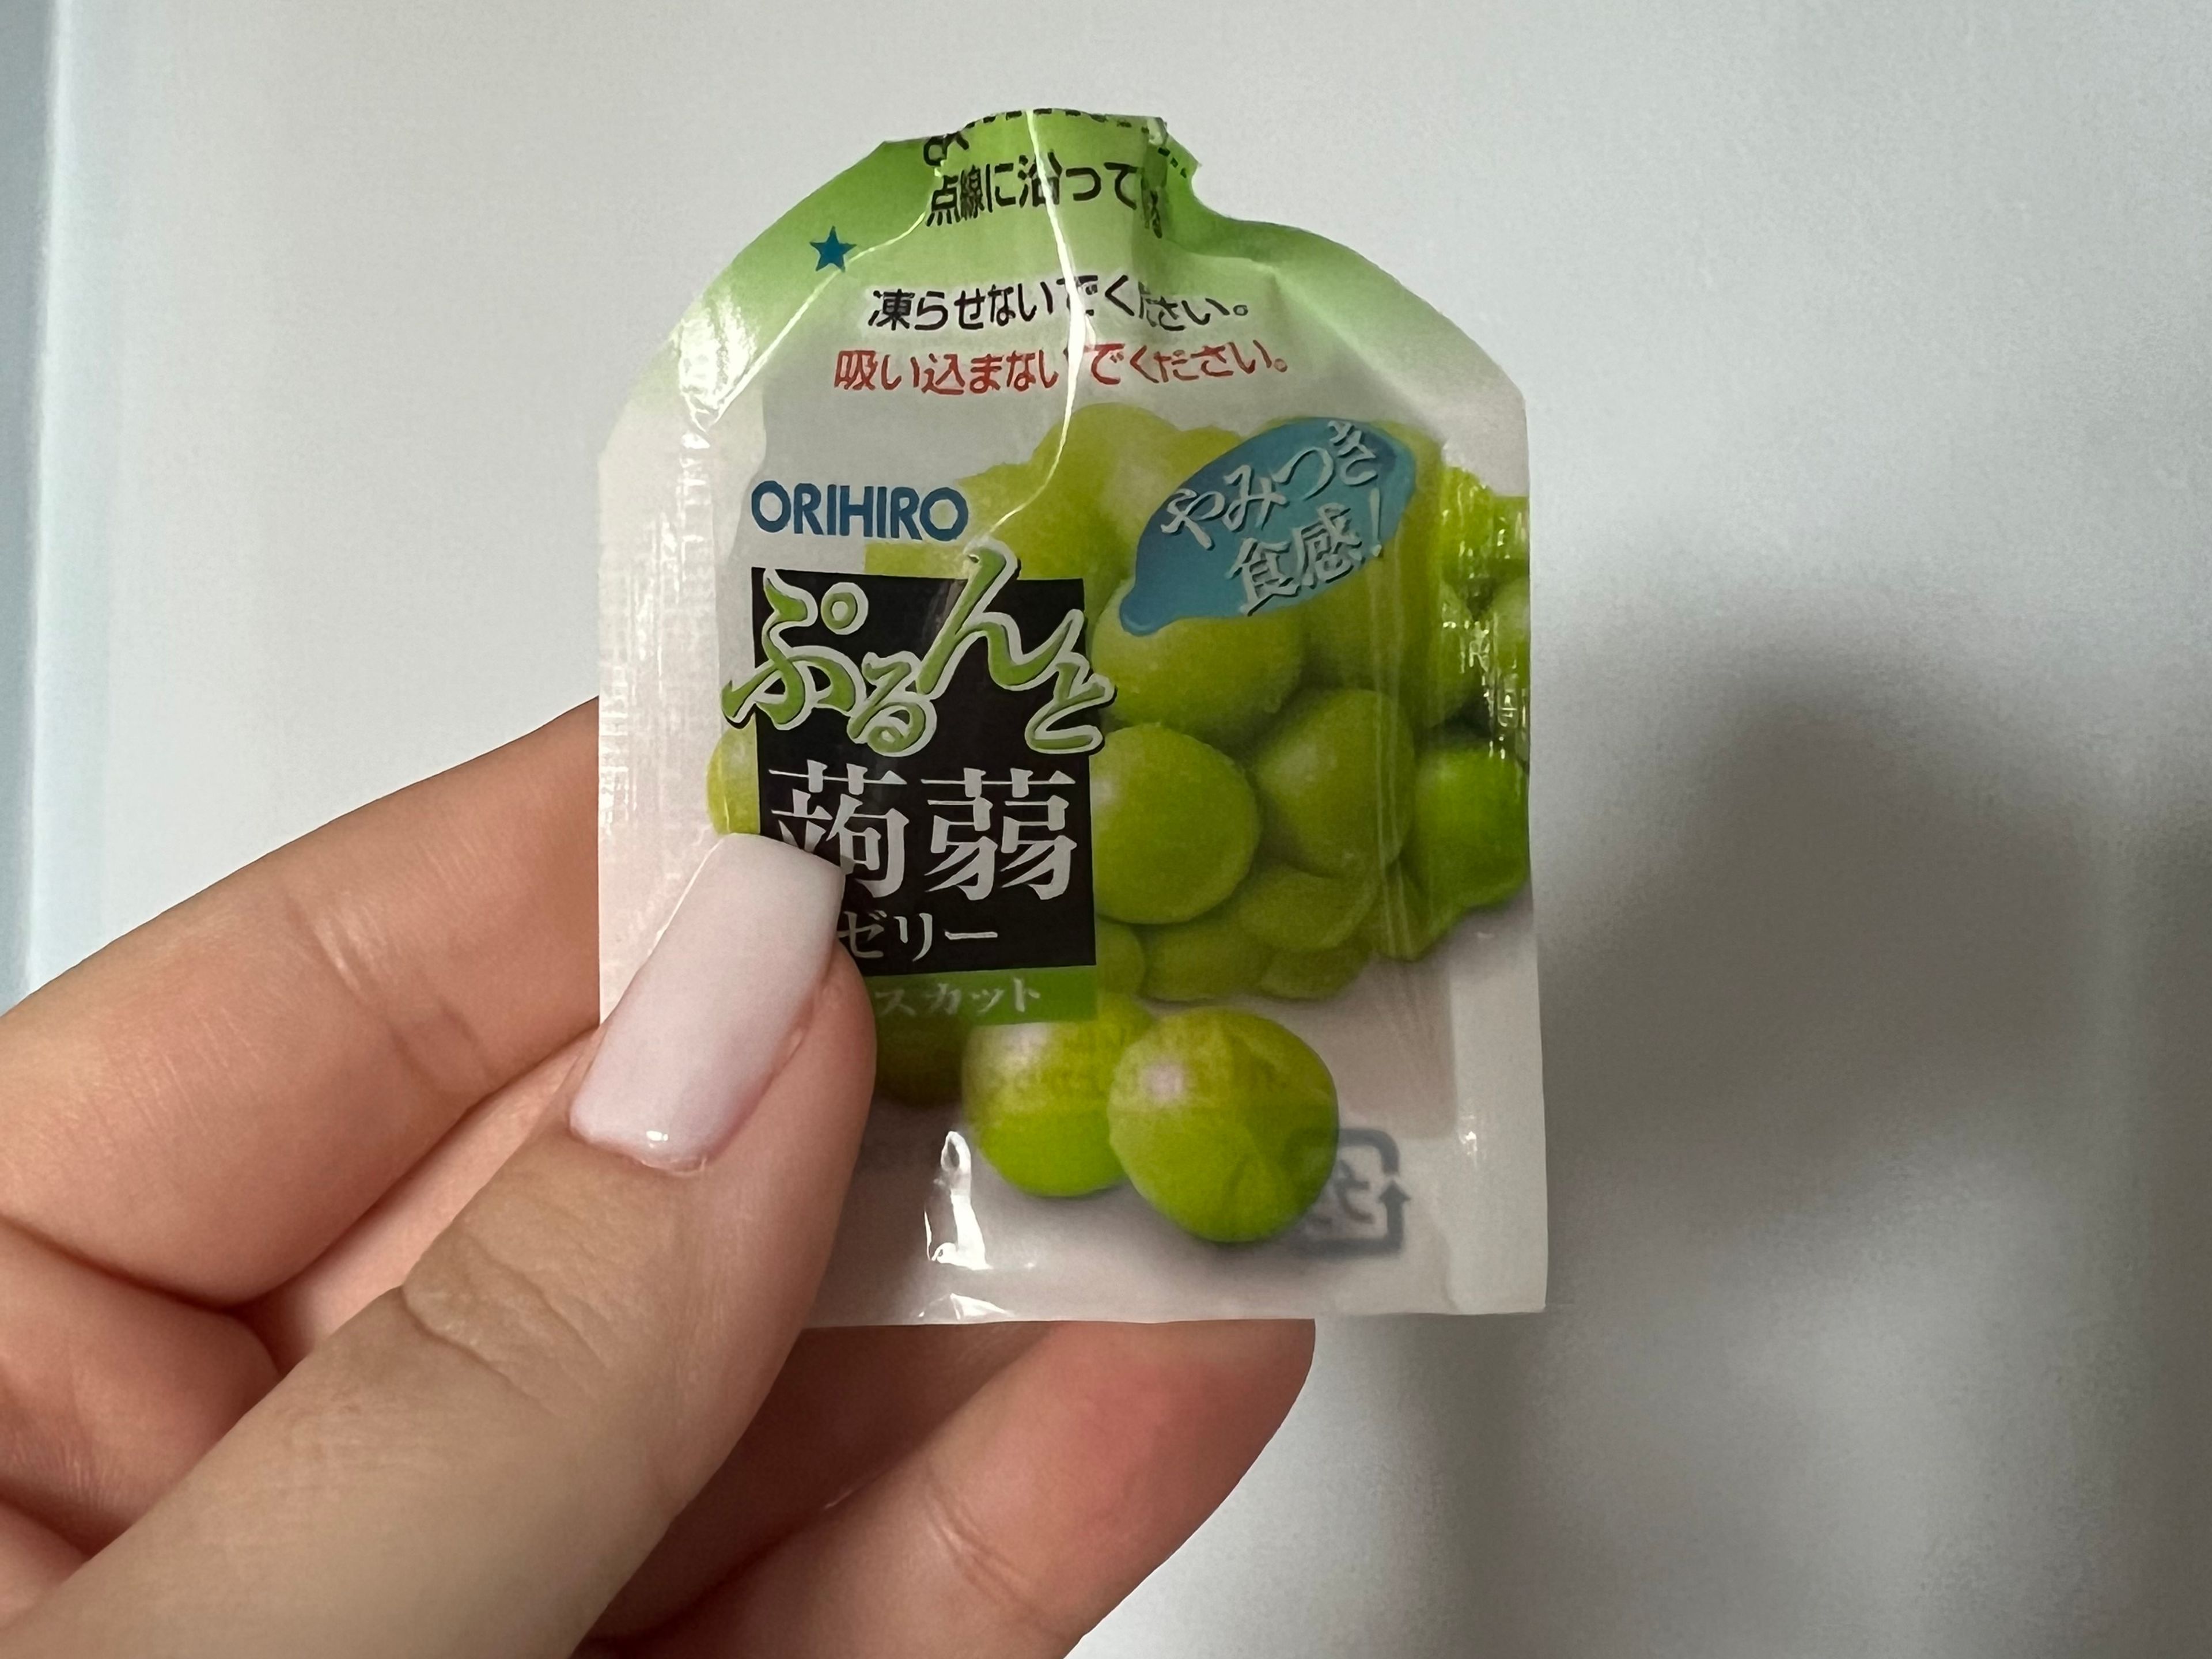 点線に沿って
凍らせないでください。
吸い込まないでください。
ORIHIRO
やみつき
食感!
ぷるんと
蒟蒻
ゼリー
スカット